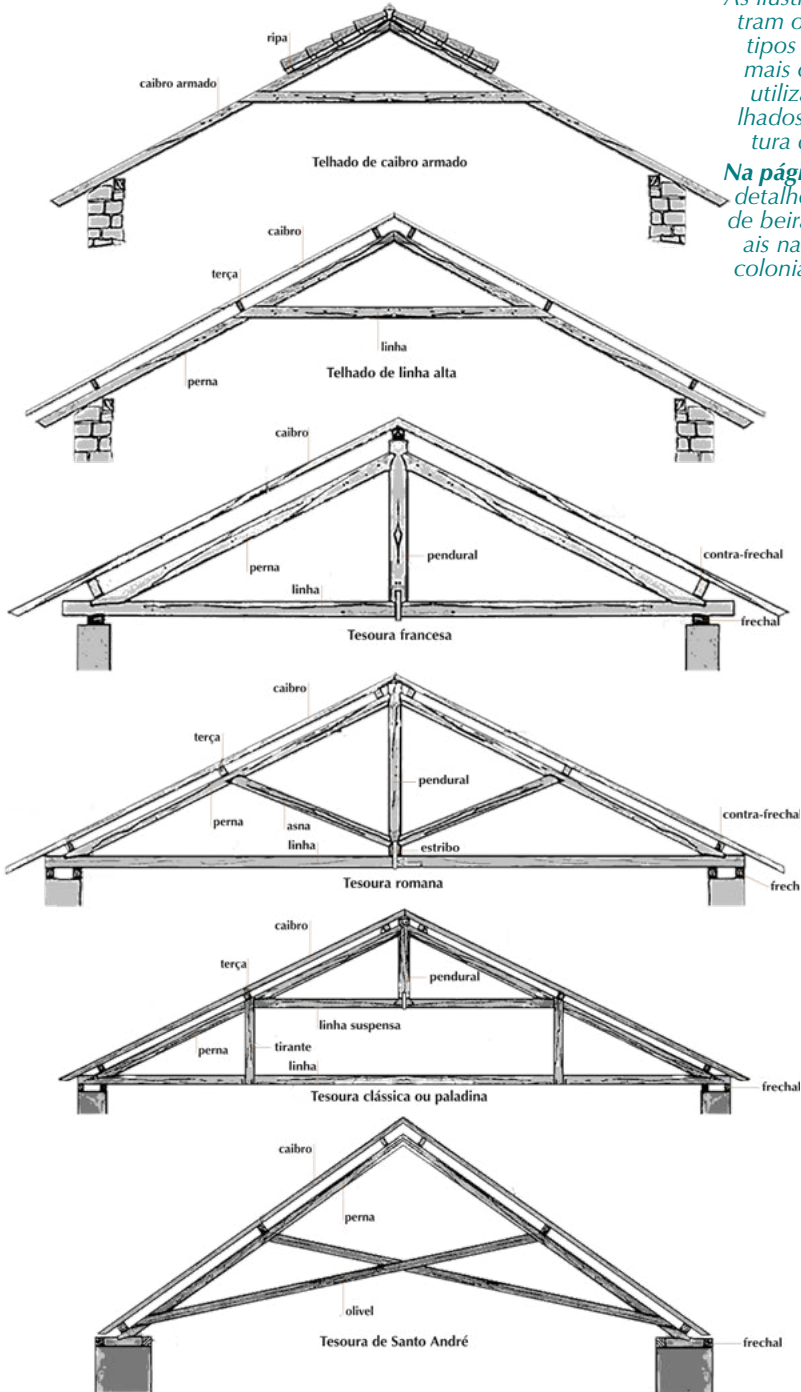 ripa
caibro armado
Telhado de caibro armado
caibro
terça
linha
perna
Telhado de linha alta
caibro
perna
pendural
contra-frechal
linha
frechal
Tesoura francesa
caibro
terça
pendural
perna
asna
contra-frechal
linha
estribo
Tesoura romana
frech
caibro
terça
pendural
linha suspensa
perna
tirante
linha
frechal
Tesoura clássica ou paladina
caibro
perna
olivel
Tesoura de Santo André
frechal
tram o
tipos
mais
utiliza
lhados
tura
Na pági
detalhe
de beira
ais na
colonia